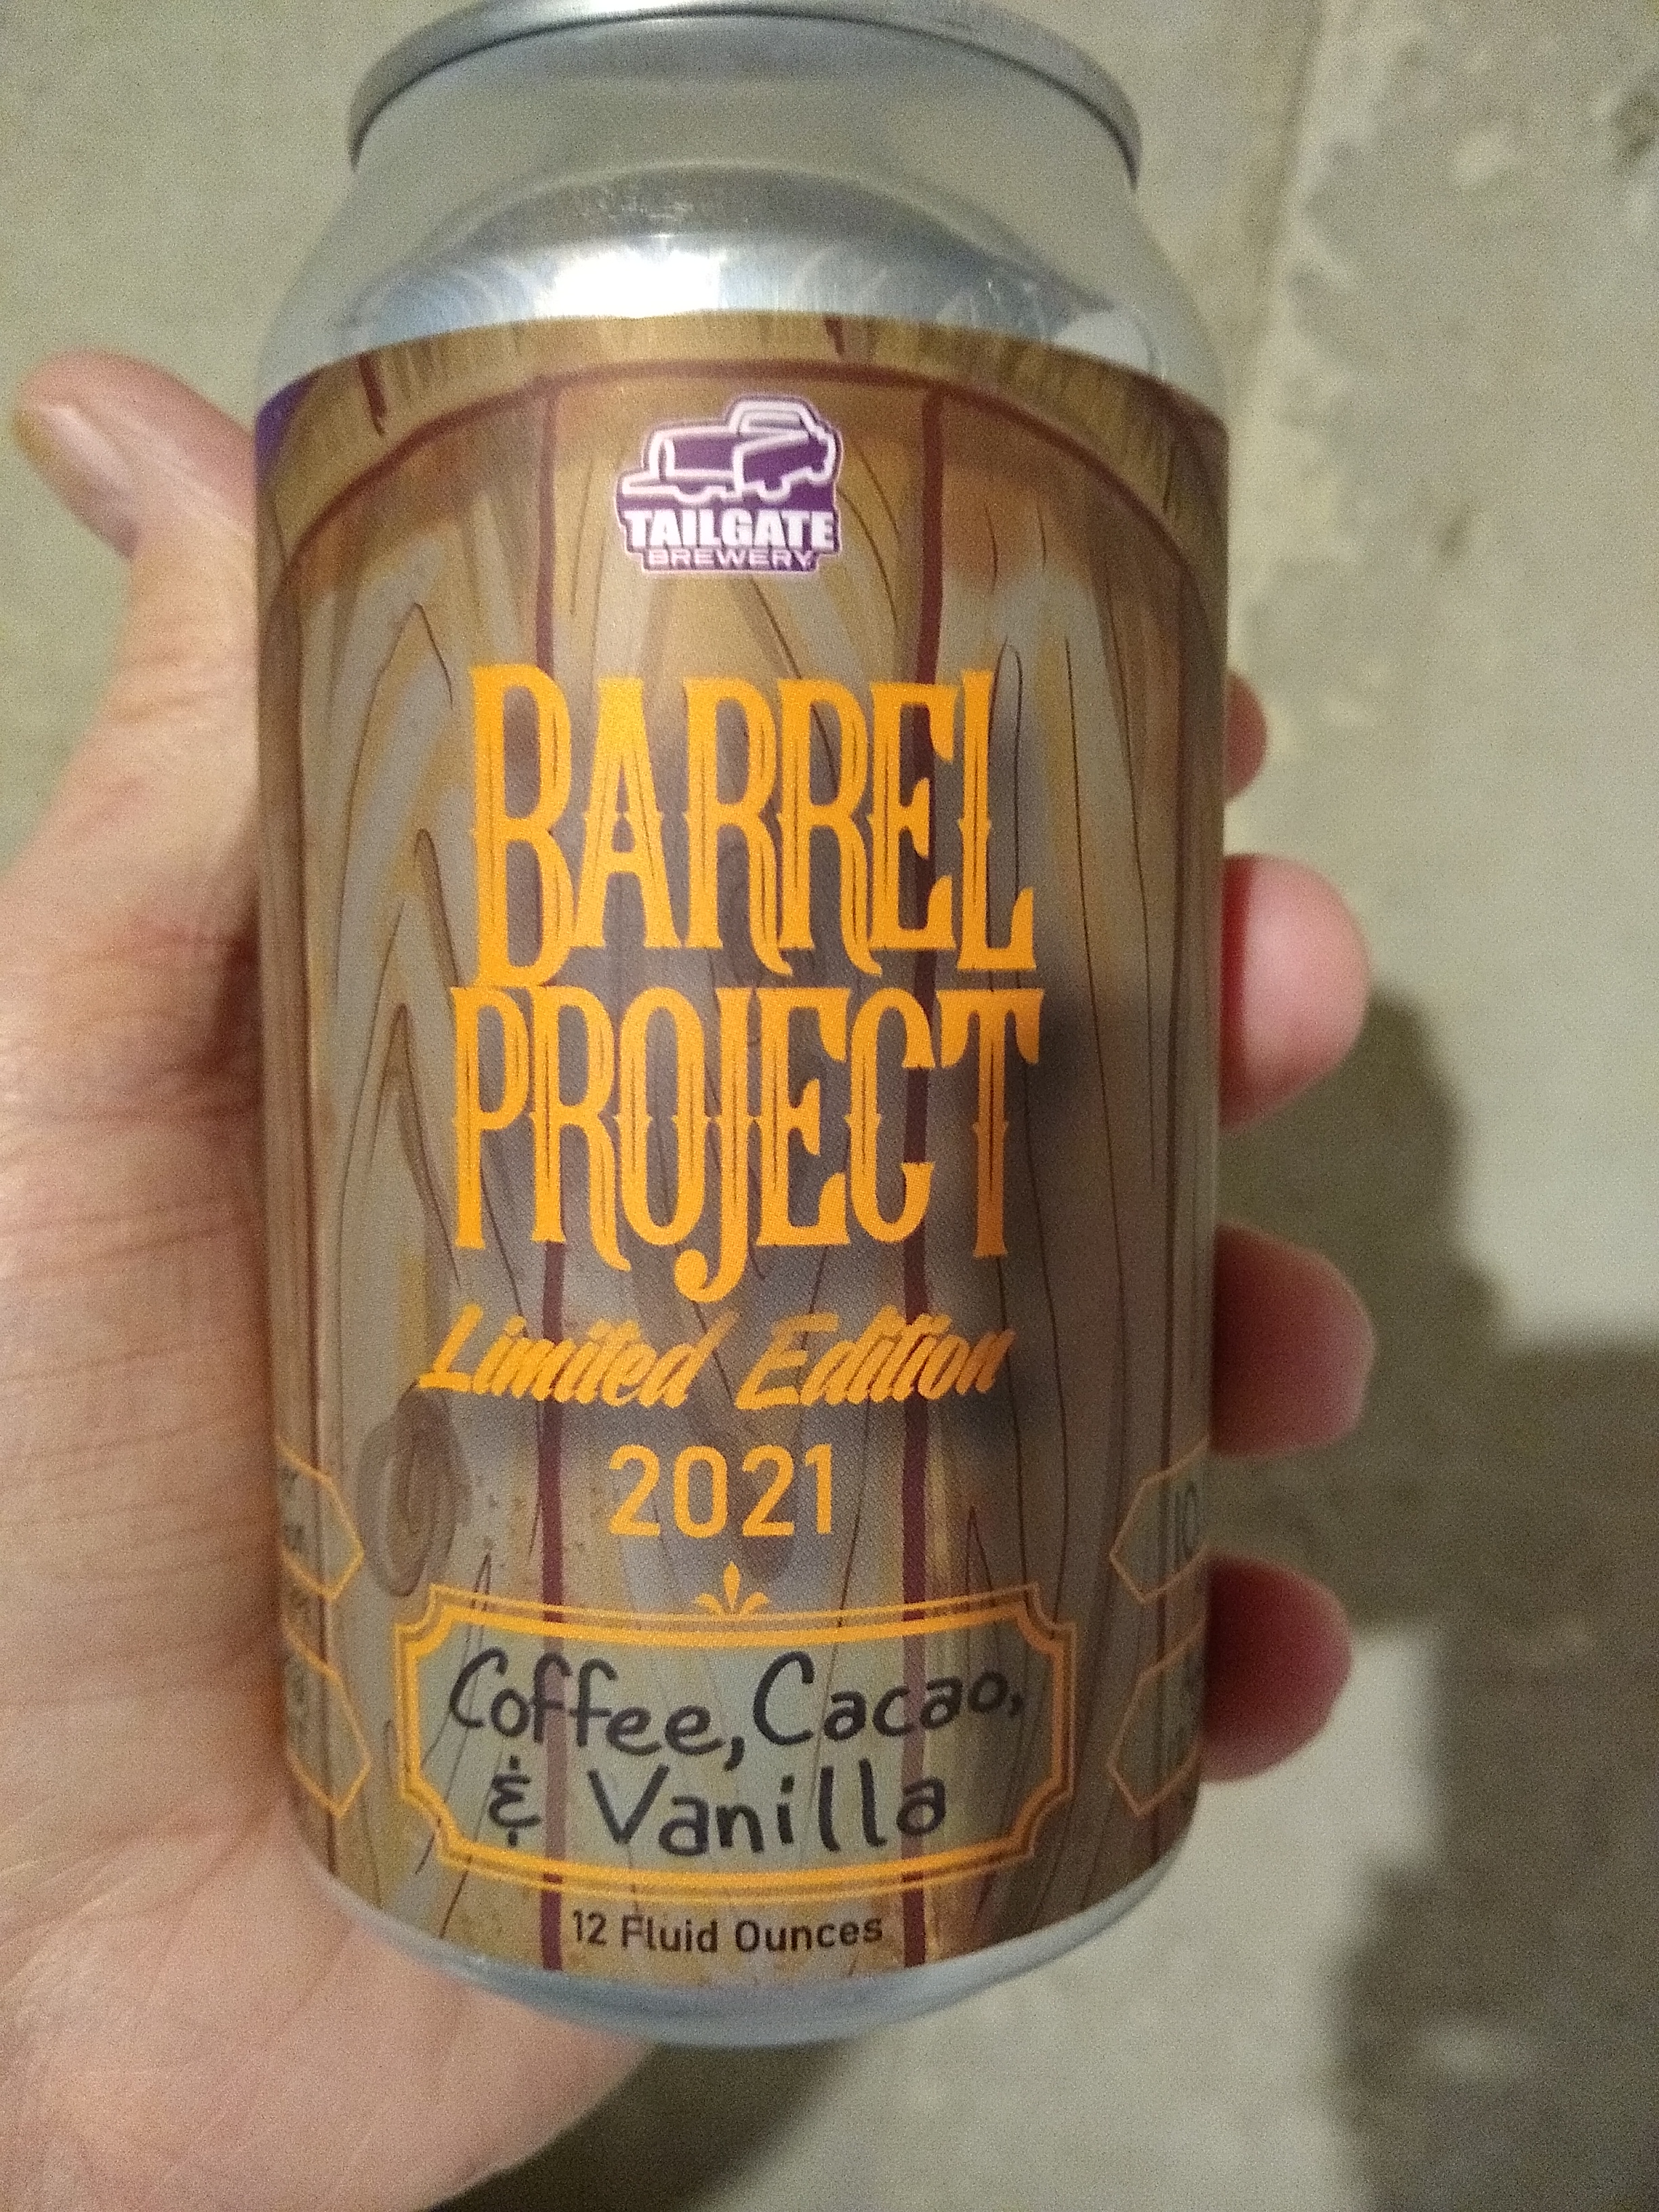 TAILGATE
BREWERY
BARREL
PROJECT
Limited Edition
2021
Coffee, Cacao,
& Vanilla
12 Fluid Ounces